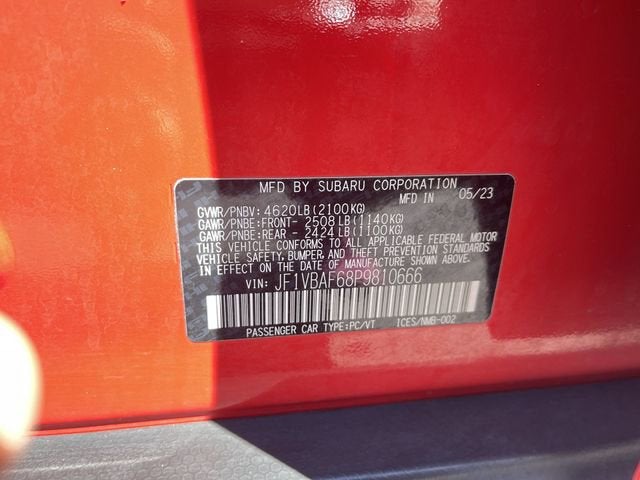 MFD BY SUBARU CORPORATION
MFD IN 05/23
GVWR/PNBV: 4620LB(2100KG)
GAWR/PNBE:FRONT- 2508LB(1140KG)
GAWR/PNBE:REAR - 2424LB(1100KG)
THIS VEHICLE CONFORMS TO ALL APPLICABLE FEDERAL MOTOR
VEHICLE SAFETY,BUMPER,AND THEFT PREVENTION STANDARDS
IN EFFECT ON THE DATE OF MANUFACTURE SHOWN ABOVE.
VIN: JF1VBAF68P9810666
PASSENGER CAR TYPE:PC/VT ICES/NMB-002